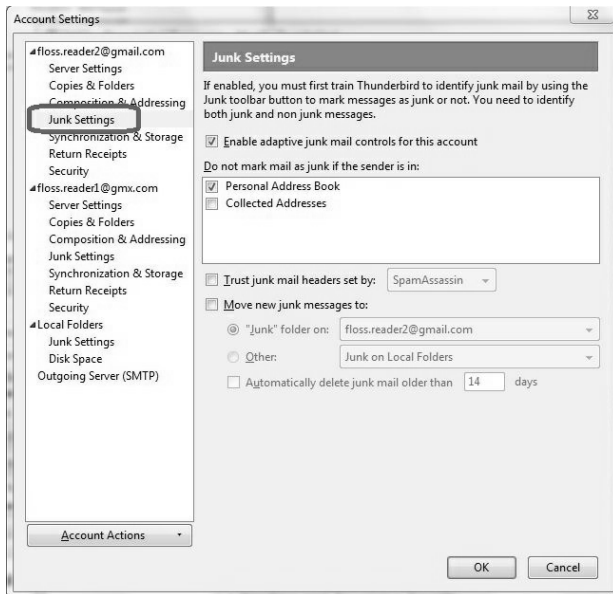 Account Settings
floss.reader2@gmail.com
Server Settings
Copies & Folders
Composition & Addressing
Junk Settings
Synchronization & Storage
Return Receipts
Security
floss.reader1@gmx.com
Server Settings
Copies & Folders
Composition & Addressing
Junk Settings
Synchronization & Storage
Return Receipts
Security
Local Folders
Junk Settings
Disk Space
Outgoing Server (SMTP)
Account Actions
Junk Settings
If enabled, you must first train Thunderbird to identify junk mail by using the
Junk toolbar button to mark messages as junk or not. You need to identify
both junk and non junk messages.
Enable adaptive junk mail controls for this account
Do not mark mail as junk if the sender is in:
Personal Address Book
Collected Addresses
Trust junk mail headers set by: SpamAssassin
Move new junk messages to:
"Junk" folder on: floss.reader2@gmail.com
Other: Junk on Local Folders
Automatically delete junk mail older than 14 days
OK Cancel